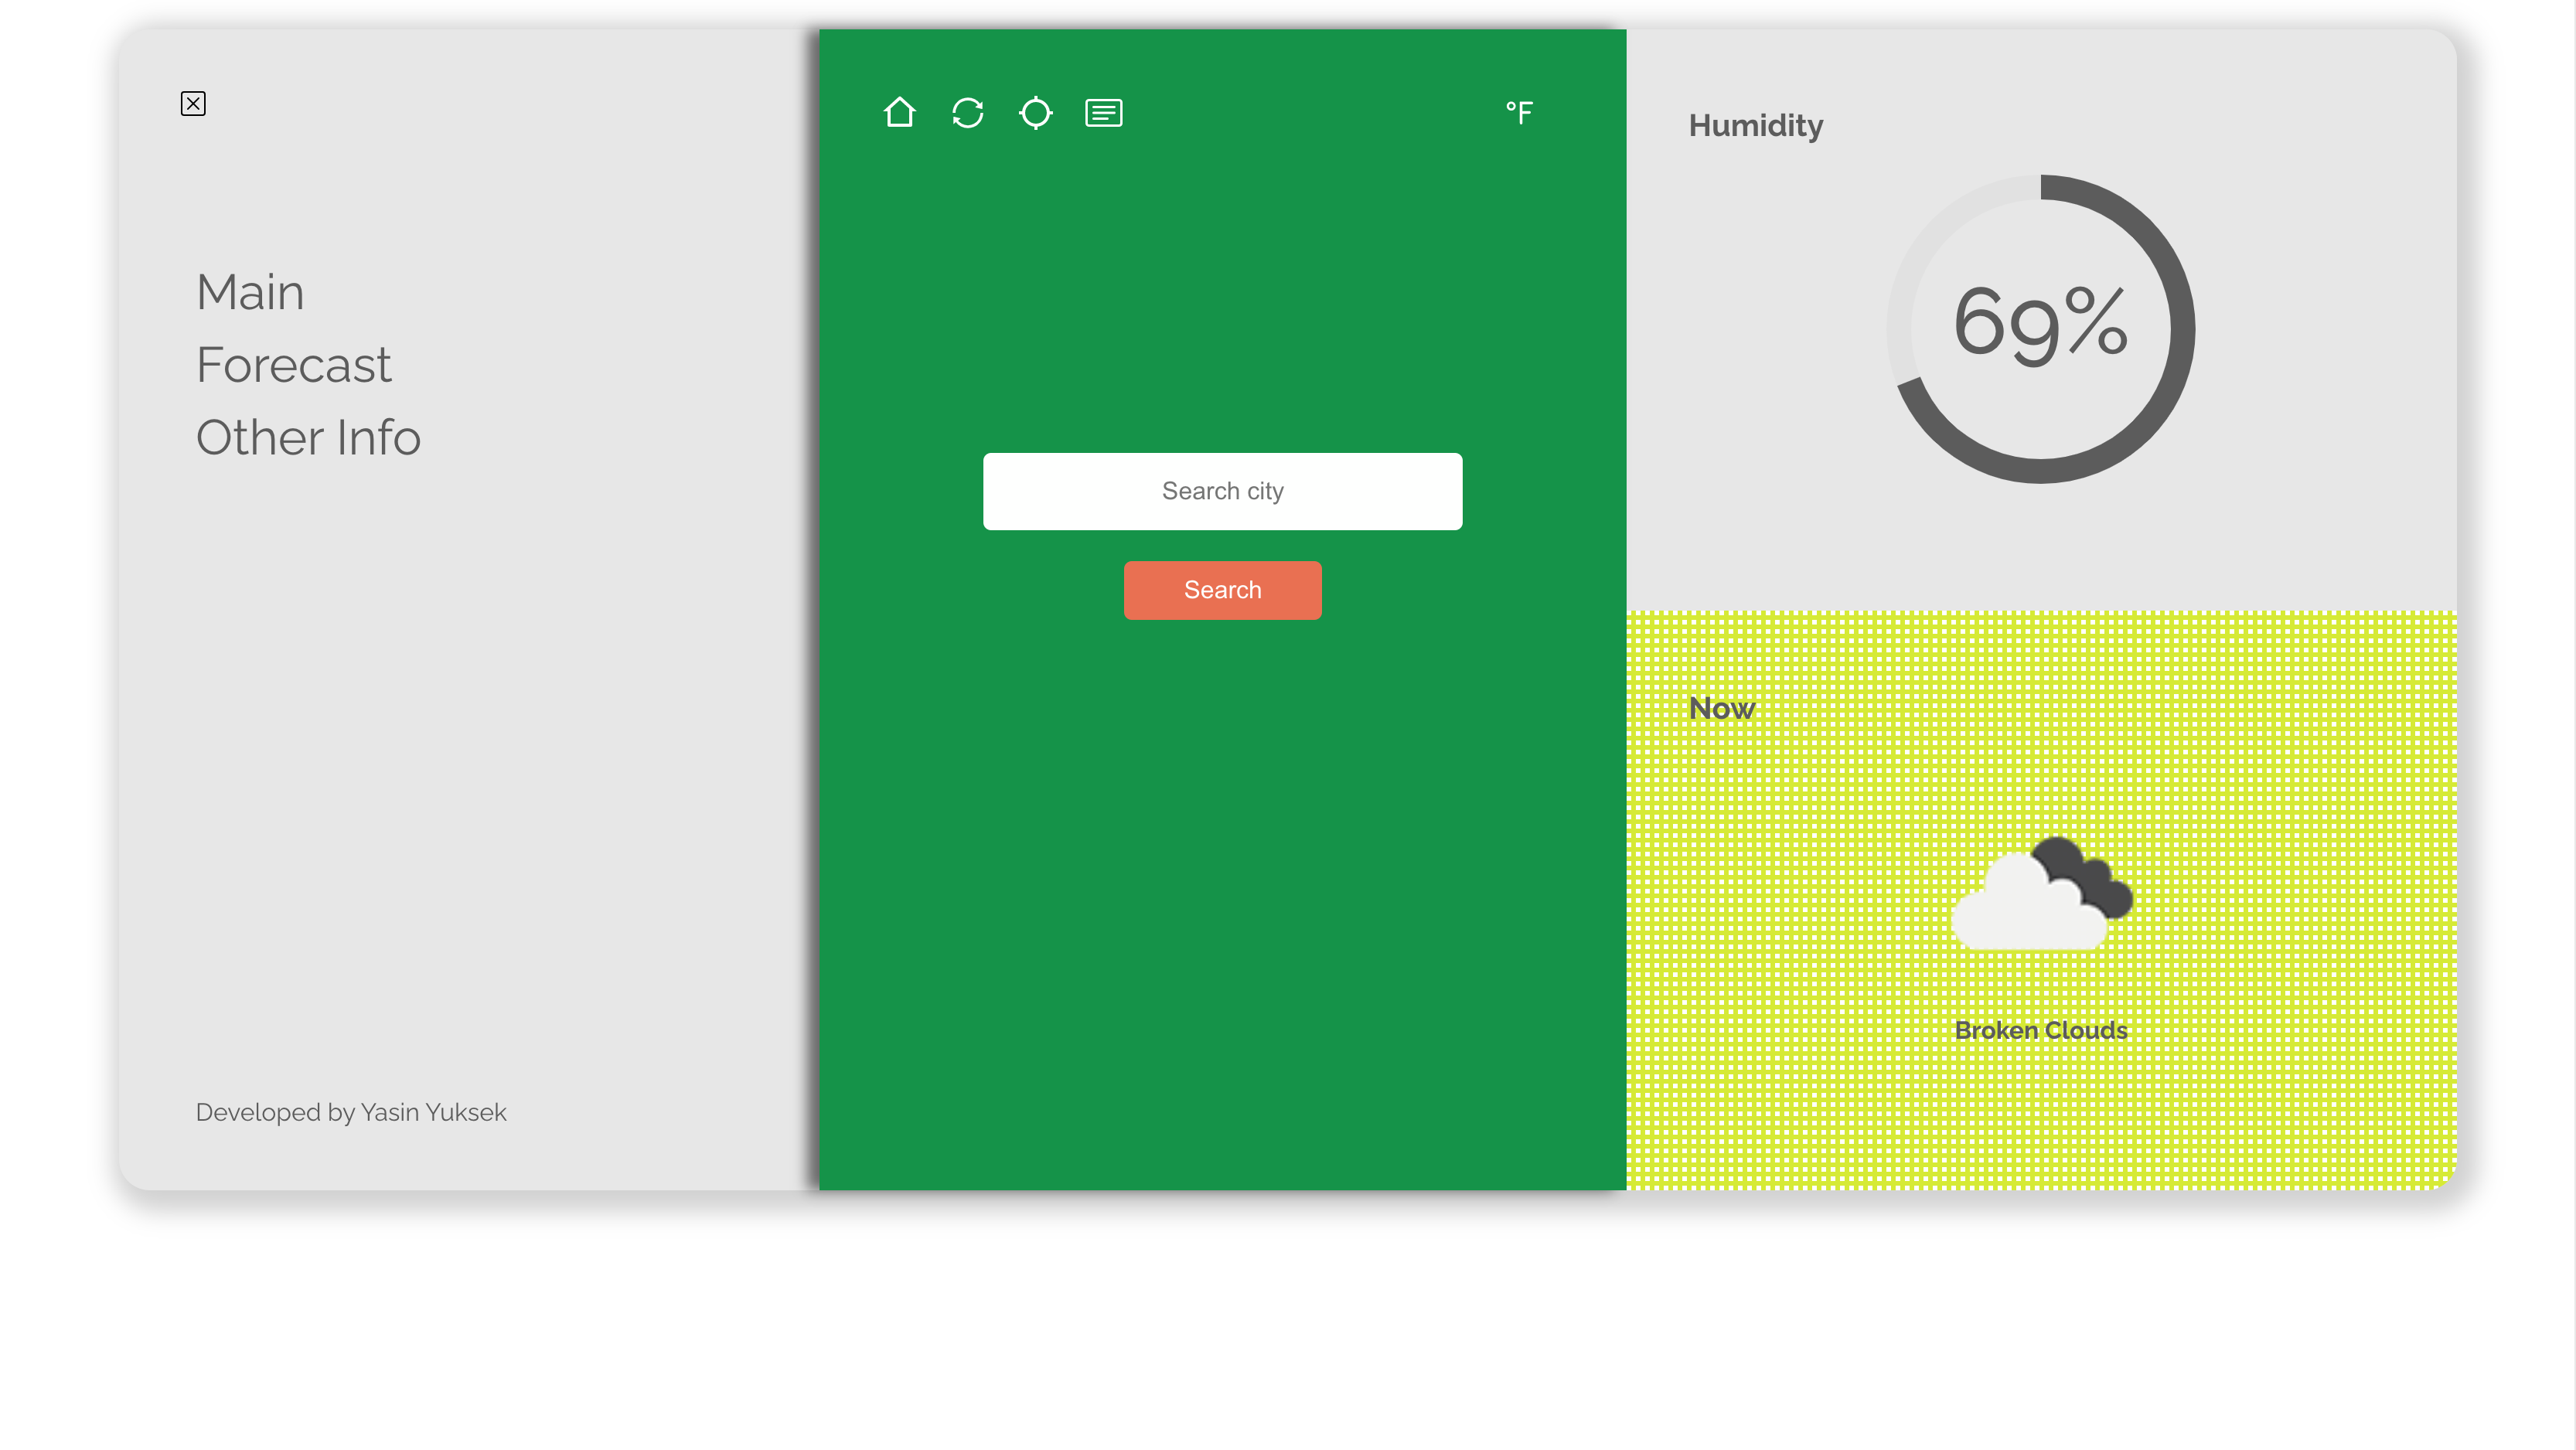 Main
Forecast
Other Info
Developed by Yasin Yuksek
°F
Search city
Search
Humidity
69%
Now
Broken Clouds